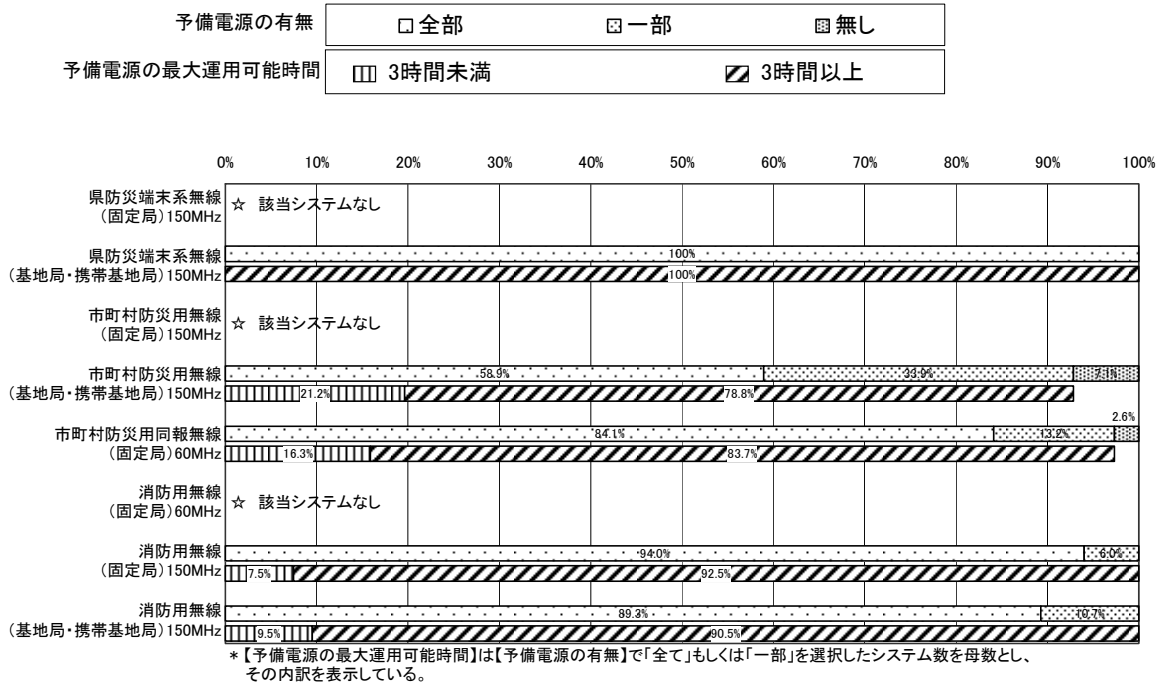 予備電源の有無
全部 一部 無し
予備電源の最大運用可能時間
3時間未満 3時間以上
0% 10% 20% 30% 40% 50% 60% 70% 80% 90% 100%
県防災端末系無線
(固定局)150MHz
☆ 該当システムなし
県防災端末系無線
(基地局・携帯基地局)150MHz
100%
100%
市町村防災用無線
(固定局)150MHz
☆ 該当システムなし
市町村防災用無線
(基地局・携帯基地局)150MHz
58.9% 33.9% 7.1%
21.2% 78.8%
市町村防災用同報無線
(固定局)60MHz
84.1% 13.2% 2.6%
16.3% 83.7%
消防用無線
(固定局)60MHz
☆ 該当システムなし
消防用無線
(固定局)150MHz
94.0% 6.0%
7.5% 92.5%
消防用無線
(基地局・携帯基地局)150MHz
89.3% 10.7%
9.5% 90.5%
*【予備電源の最大運用可能時間】は【予備電源の有無】で「全て」もしくは「一部」を選択したシステム数を母数とし、
その内訳を表示している。